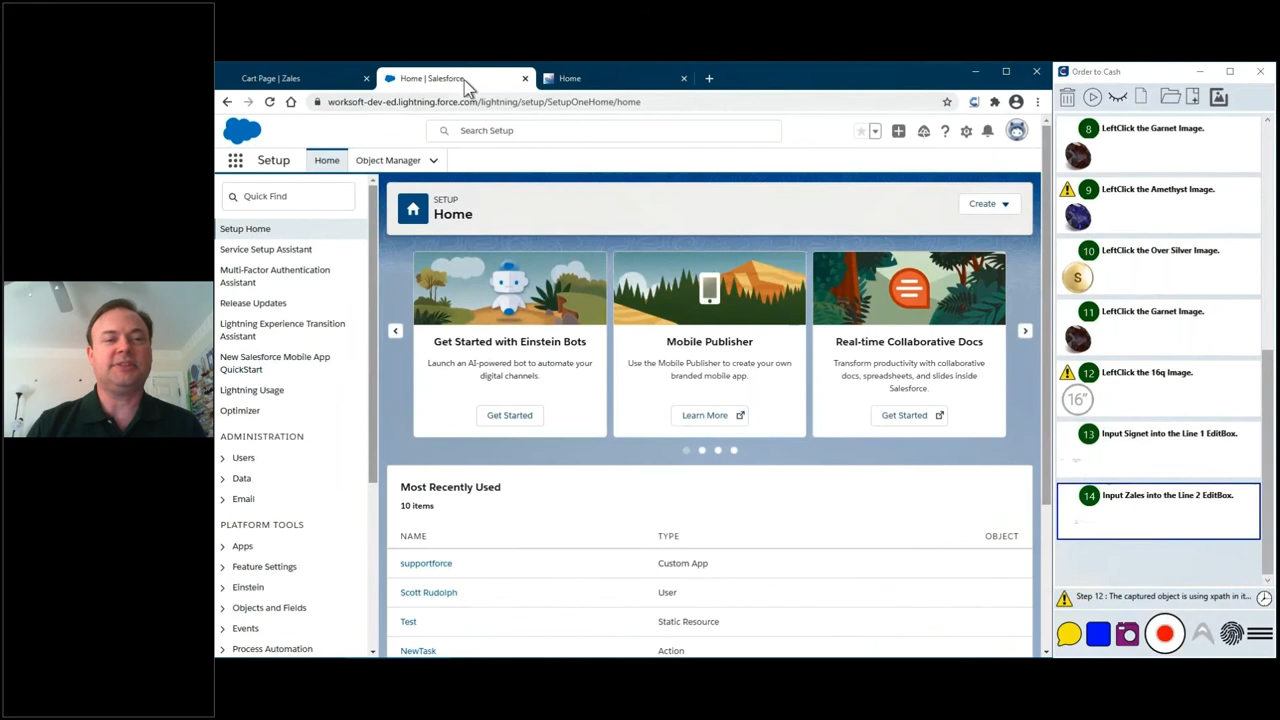 Cart Page | Zales
Home | Salesforce
Home
worksoft-dev-ed.lightning.force.com/lightning/setup/SetupOneHome/home
Search Setup
Setup
Home
Object Manager
Quick Find
Setup Home
Service Setup Assistant
Multi-Factor Authentication
Assistant
Release Updates
Lightning Experience Transition
Assistant
New Salesforce Mobile App
QuickStart
Lightning Usage
Optimizer
ADMINISTRATION
Users
Data
Email
PLATFORM TOOLS
Apps
Feature Settings
Einstein
Objects and Fields
Events
Process Automation
SETUP
Home
Create
Get Started with Einstein Bots
Launch an AI-powered bot to automate your
digital channels.
Get Started
Mobile Publisher
Use the Mobile Publisher to create your own
branded mobile app.
Learn More
Real-time Collaborative Docs
Transform productivity with collaborative
docs, spreadsheets, and slides inside
Salesforce.
Get Started
Most Recently Used
10 items
NAME TYPE OBJECT
supportforce Custom App
Scott Rudolph User
Test Static Resource
NewTask Action
Order to Cash
8 LeftClick the Garnet Image.
9 LeftClick the Amethyst Image.
10 LeftClick the Over Silver Image.
S
11 LeftClick the Garnet Image.
12 LeftClick the 16q Image.
16”
13 Input Signet into the Line 1 EditBox.
14 Input Zales into the Line 2 EditBox.
Step 12 : The captured object is using xpath in it...